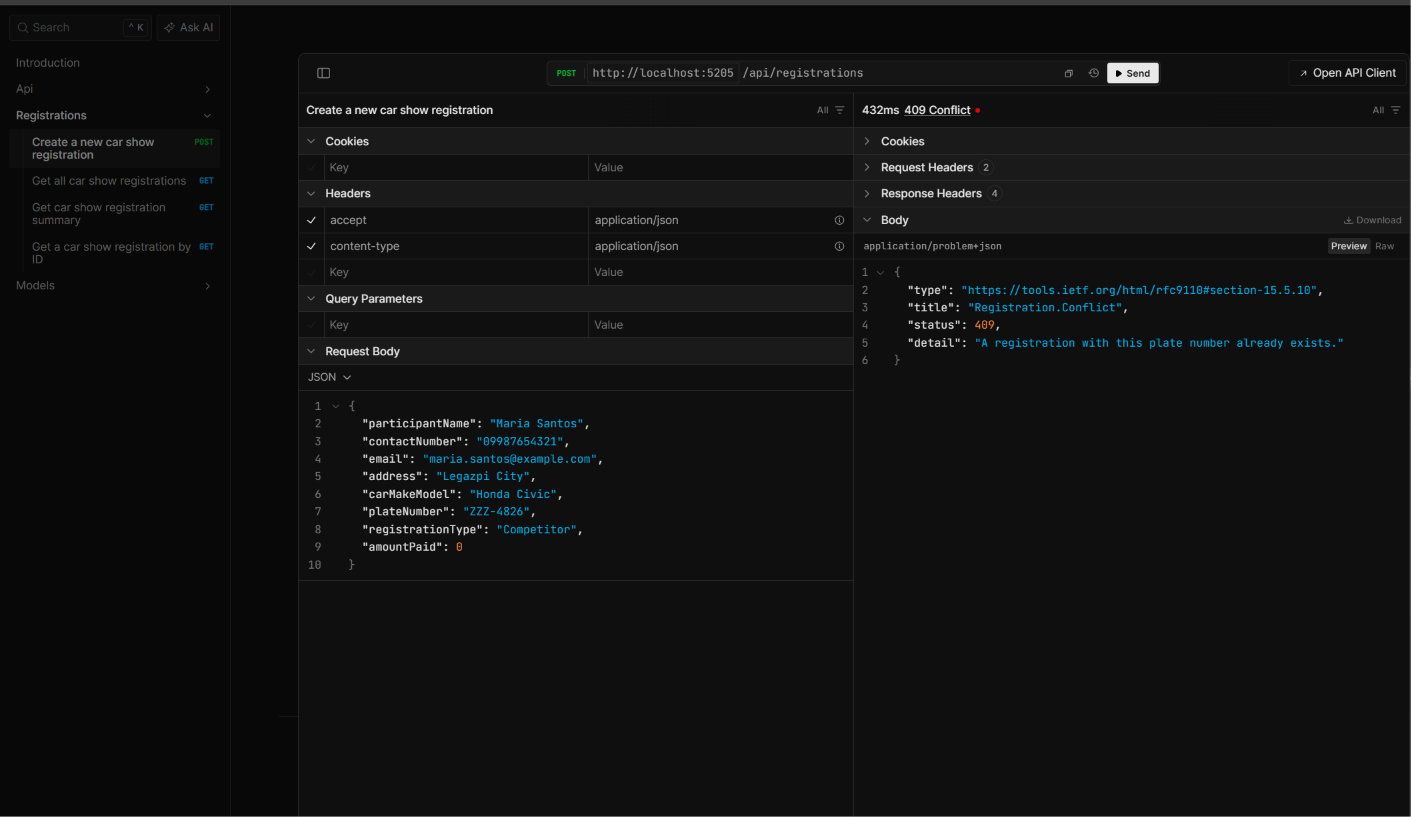 Search
^ K
Ask AI
Introduction
Api
Registrations
Create a new car show
registration
POST
Get all car show registrations
GET
Get car show registration
summary
GET
Get a car show registration by
ID
GET
Models
POST
http://localhost:5205
/api/registrations
Send
Open API Client
Create a new car show registration
All
Cookies
Key
Value
Headers
accept
application/json
content-type
application/json
Key
Value
Query Parameters
Key
Value
Request Body
JSON
1 {
2 "participantName": "Maria Santos",
3 "contactNumber": "09987654321",
4 "email": "maria.santos@example.com",
5 "address": "Legazpi City",
6 "carMakeModel": "Honda Civic",
7 "plateNumber": "ZZZ-4826",
8 "registrationType": "Competitor",
9 "amountPaid": 0
10 }
432ms 409 Conflict
All
Cookies
Request Headers 2
Response Headers 4
Body
Download
application/problem+json
Preview
Raw
1 {
2 "type": "https://tools.ietf.org/html/rfc9110#section-15.5.10",
3 "title": "Registration.Conflict",
4 "status": 409,
5 "detail": "A registration with this plate number already exists."
6 }